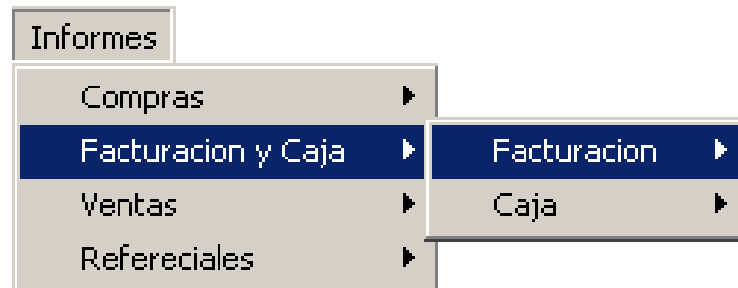 Informes
Compras
Facturacion y Caja
Facturacion
Ventas
Caja
Refereciales